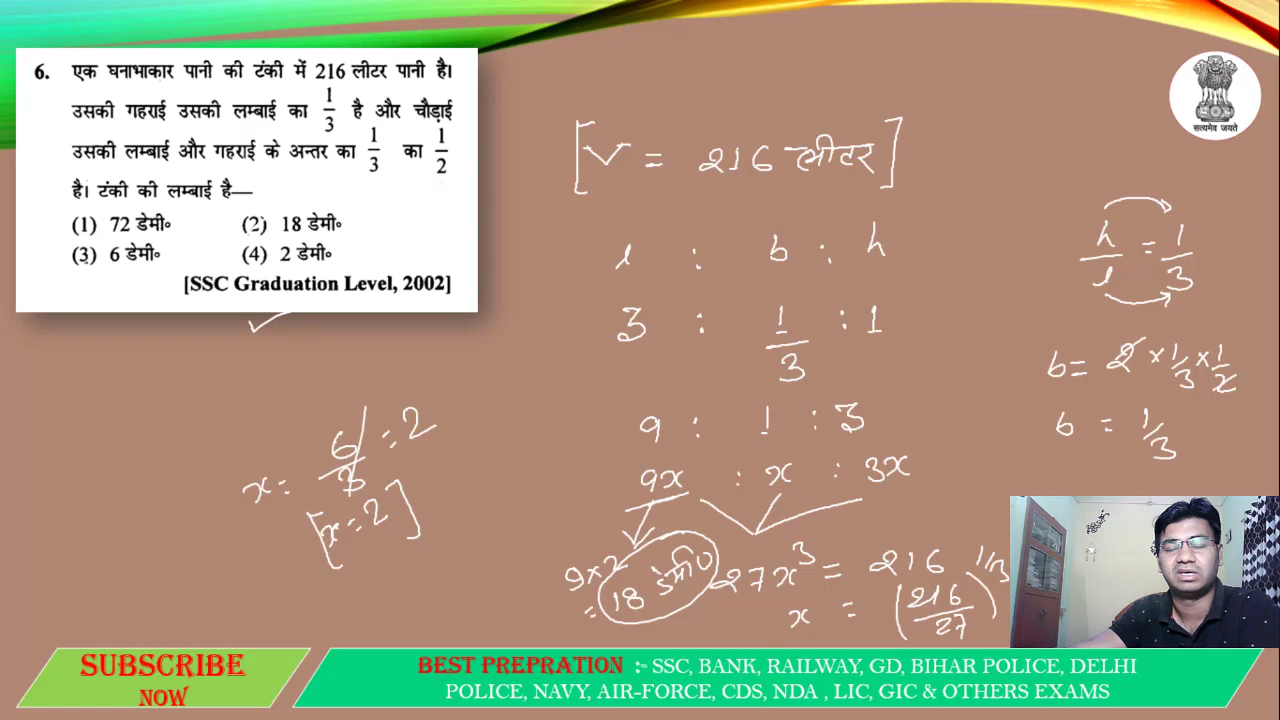 6. एक घनाभाकार पानी की टंकी में 216 लीटर पानी है।
उसकी गहराई उसकी लम्बाई का 1/3 है और चौड़ाई
उसकी लम्बाई और गहराई के अन्तर का 1/3 का 1/2
है। टंकी की लम्बाई है—
(1) 72 डेमी॰ (2) 18 डेमी॰
(3) 6 डेमी॰ (4) 2 डेमी॰
[SSC Graduation Level, 2002]
सत्यमेव जयते
[V = 216 लीटर]
l : b : h
3 : 1/3 : 1
9 : 1 : 3
9x : x : 3x
9×2
= 18 डेमी०
27x³ = 216
x = (216/27)^1/3
h/l = 1/3
b = 2 × 1/3 × 1/2
b = 1/3
x = 6/3 = 2
[x = 2]
SUBSCRIBE
NOW
BEST PREPRATION :- SSC, BANK, RAILWAY, GD, BIHAR POLICE, DELHI
POLICE, NAVY, AIR-FORCE, CDS, NDA , LIC, GIC & OTHERS EXAMS